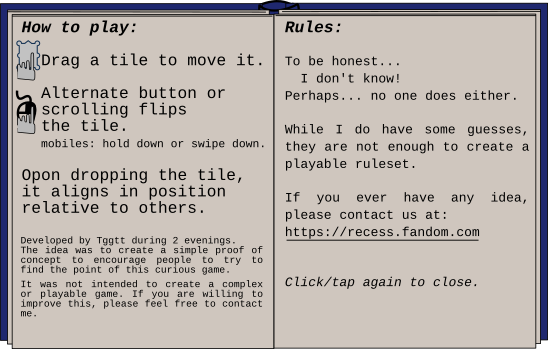 How to play:
Drag a tile to move it.
Alternate button or
scrolling flips
the tile.
mobiles: hold down or swipe down.
Opon dropping the tile,
it aligns in position
relative to others.
Developed by Tggtt during 2 evenings.
The idea was to create a simple proof of
concept to encourage people to try to
find the point of this curious game.
It was not intended to create a complex
or playable game. If you are willing to
improve this, please feel free to contact
me.
Rules:
To be honest...
I don't know!
Perhaps... no one does either.
While I do have some guesses,
they are not enough to create a
playable ruleset.
If you ever have any idea,
please contact us at:
https://recess.fandom.com
Click/tap again to close.